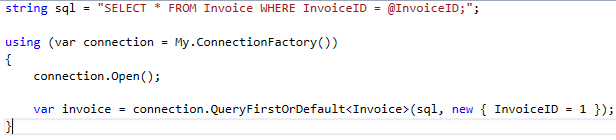 string sql = "SELECT * FROM Invoice WHERE InvoiceID = @InvoiceID;";
using (var connection = My.ConnectionFactory())
{
connection.Open();
var invoice = connection.QueryFirstOrDefault<Invoice>(sql, new { InvoiceID = 1 });
}